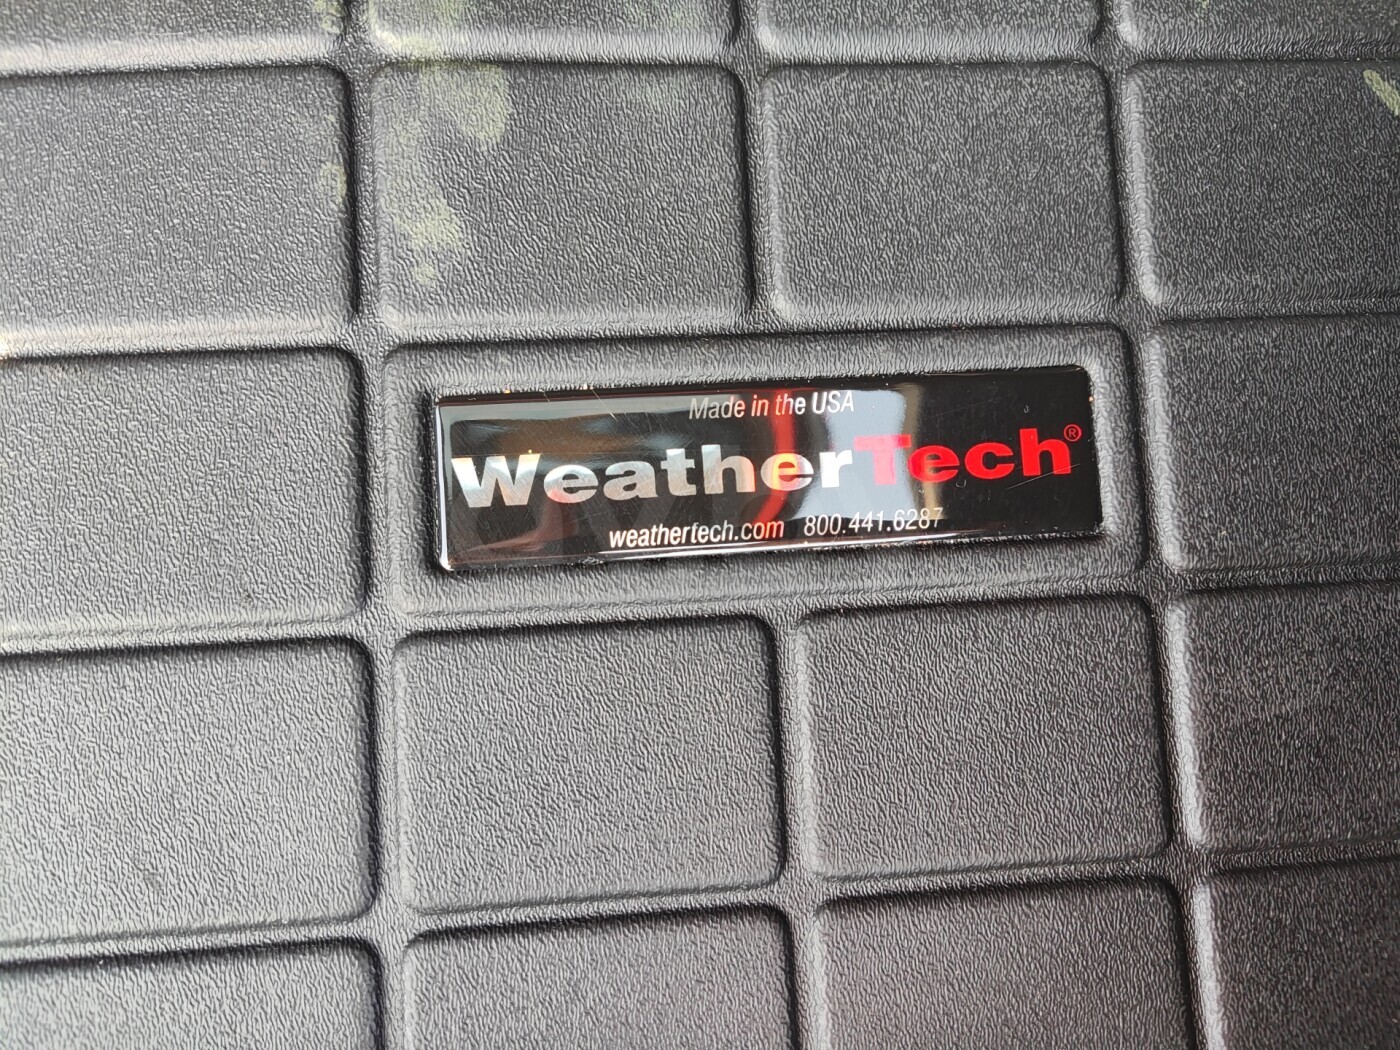 Made in the USA
WeatherTech®
weathertech.com 800.441.6287